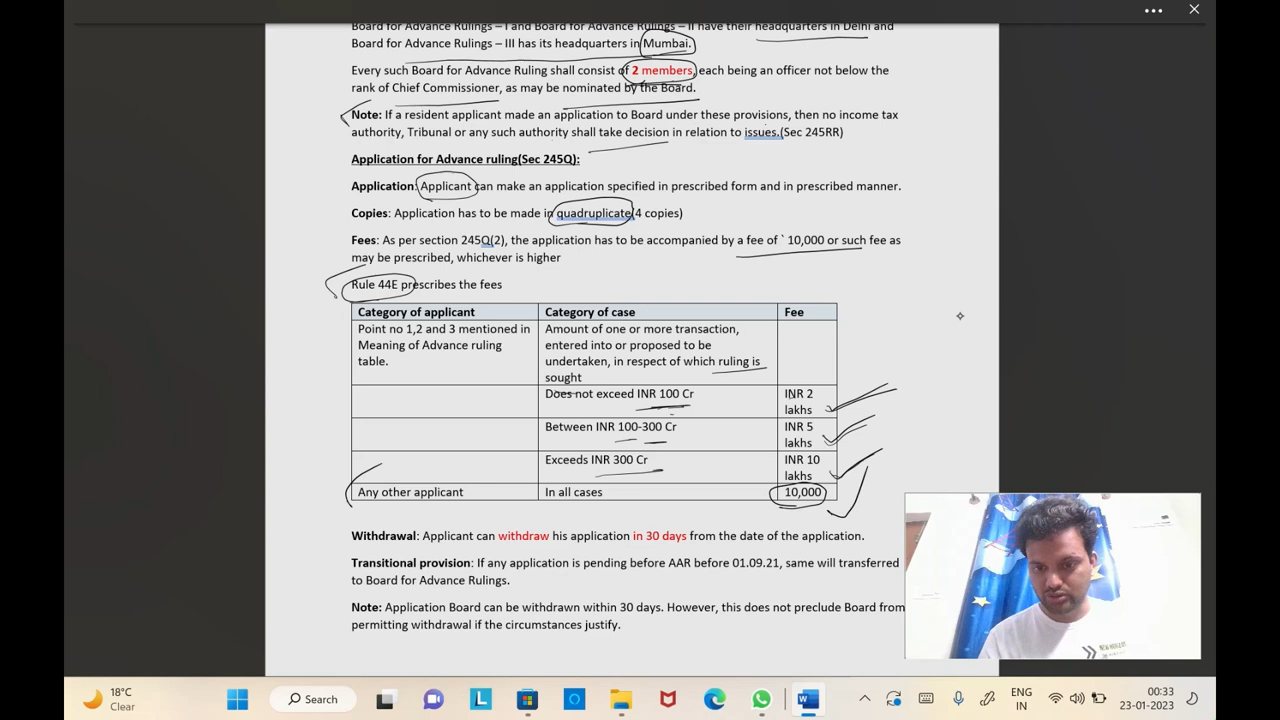 Board for Advance Rulings – I and Board for Advance Rulings – II have their headquarters in Delhi and
Board for Advance Rulings – III has its headquarters in Mumbai.
Every such Board for Advance Ruling shall consist of 2 members, each being an officer not below the
rank of Chief Commissioner, as may be nominated by the Board.
Note: If a resident applicant made an application to Board under these provisions, then no income tax
authority, Tribunal or any such authority shall take decision in relation to issues.(Sec 245RR)
Application for Advance ruling(Sec 245Q):
Application: Applicant can make an application specified in prescribed form and in prescribed manner.
Copies: Application has to be made in quadruplicate(4 copies)
Fees: As per section 245Q(2), the application has to be accompanied by a fee of ` 10,000 or such fee as
may be prescribed, whichever is higher
Rule 44E prescribes the fees
Category of applicant Category of case Fee
Point no 1,2 and 3 mentioned in Amount of one or more transaction,
Meaning of Advance ruling entered into or proposed to be
table. undertaken, in respect of which ruling is
sought
Does not exceed INR 100 Cr INR 2
lakhs
Between INR 100-300 Cr INR 5
lakhs
Exceeds INR 300 Cr INR 10
lakhs
Any other applicant In all cases 10,000
Withdrawal: Applicant can withdraw his application in 30 days from the date of the application.
Transitional provision: If any application is pending before AAR before 01.09.21, same will transferred
to Board for Advance Rulings.
Note: Application Board can be withdrawn within 30 days. However, this does not preclude Board from
permitting withdrawal if the circumstances justify.
18°C
Clear
Search
ENG
IN
00:33
23-01-2023